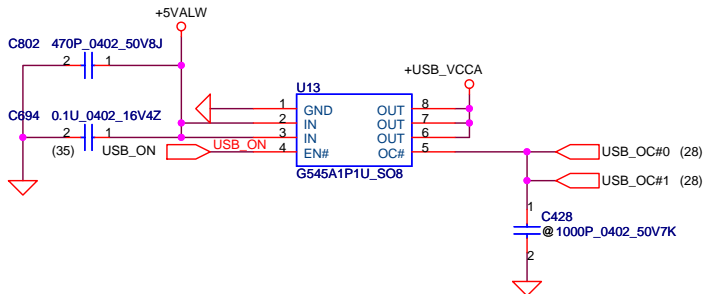 +5VALW
C802 470P_0402_50V8J
2 1
+USB_VCCA
U13
C694 0.1U_0402_16V4Z
1 GND OUT 8
2 IN OUT 7
3 IN OUT 6
4 EN# OC# 5
2 1
(35) USB_ON USB_ON
G545A1P1U_SO8
USB_OC#0 (28)
USB_OC#1 (28)
1
C428
@1000P_0402_50V7K
2